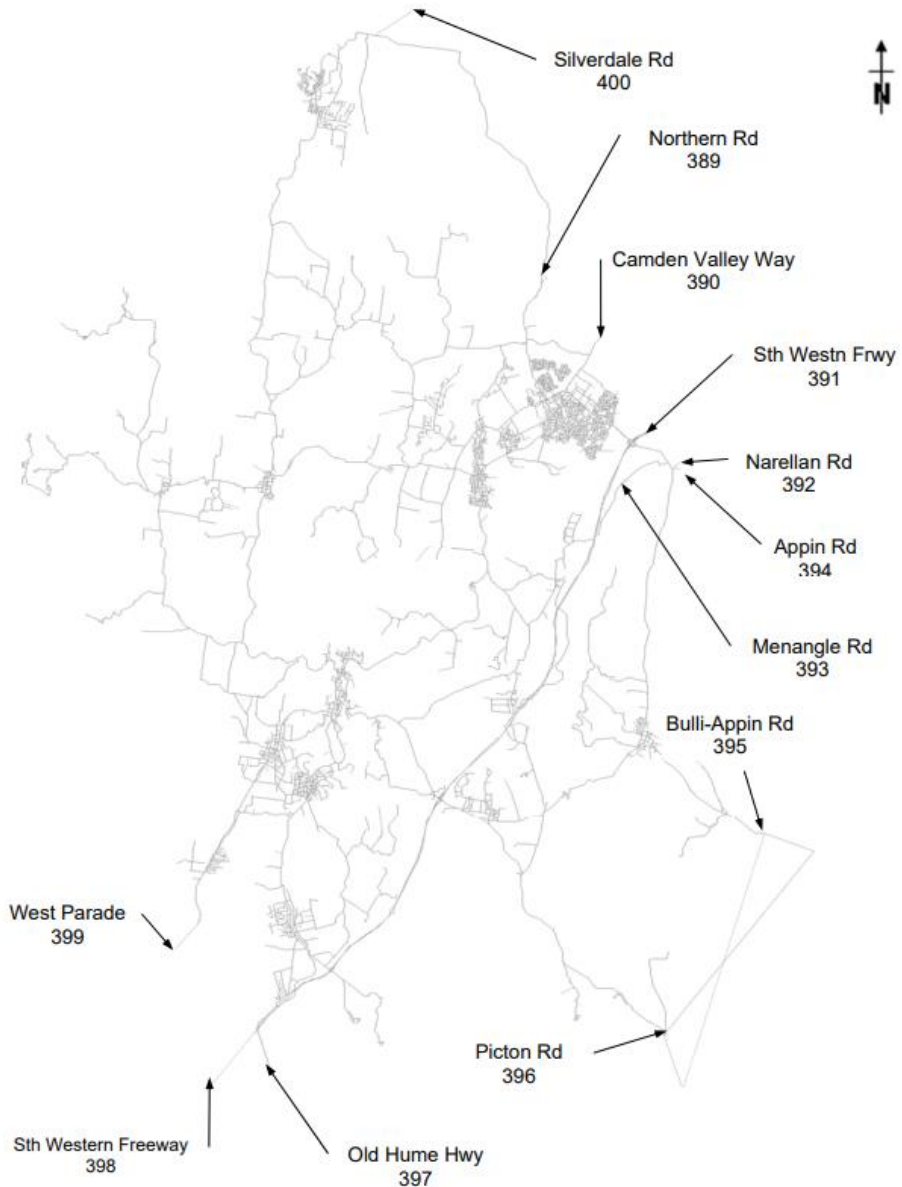 Silverdale Rd
400
N
Northern Rd
389
Camden Valley Way
390
Sth Westn Frwy
391
Narellan Rd
392
Appin Rd
394
Menangle Rd
393
Bulli-Appin Rd
395
West Parade
399
Picton Rd
396
Sth Western Freeway
398
Old Hume Hwy
397